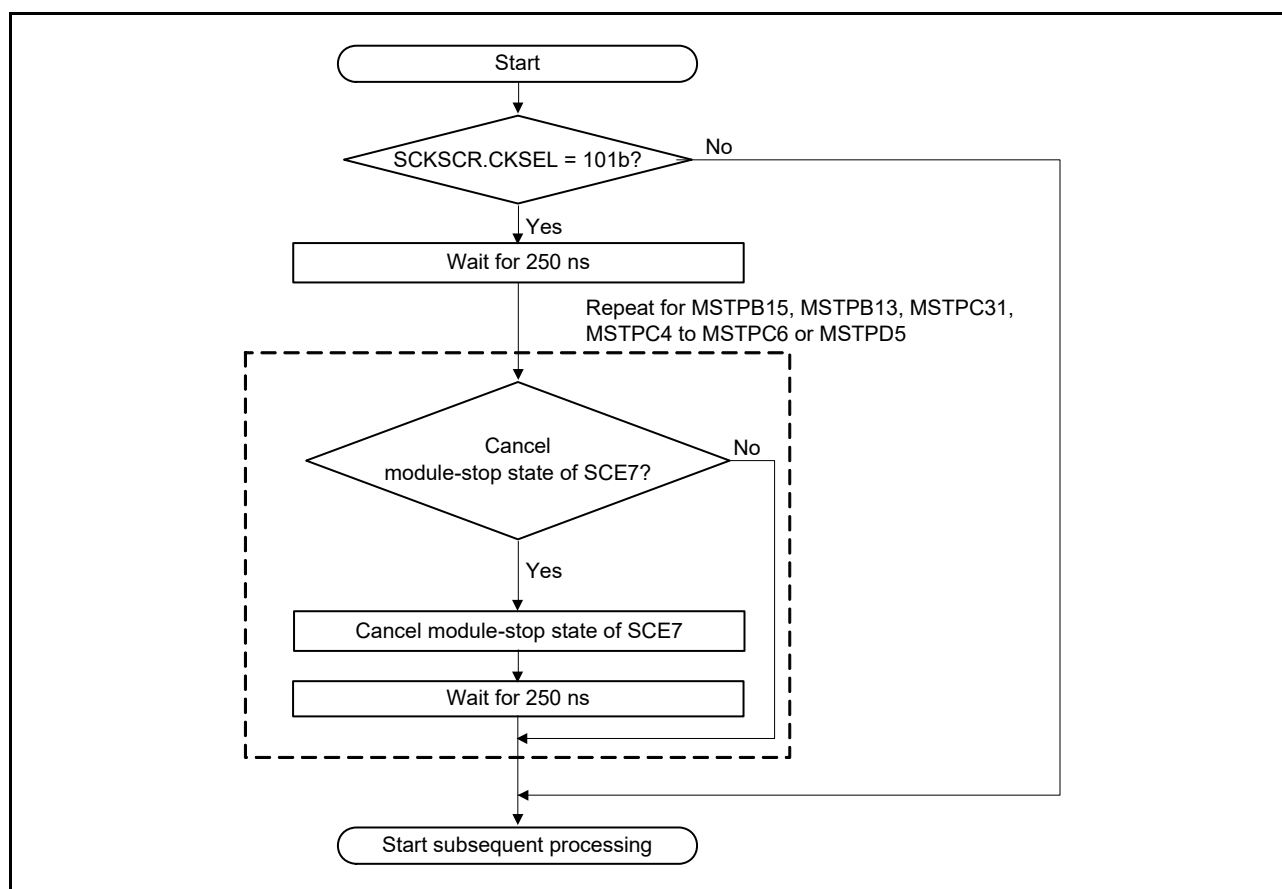 Start
SCKSCR.CKSEL = 101b?
No
Yes
Wait for 250 ns
Repeat for MSTPB15, MSTPB13, MSTPC31,
MSTPC4 to MSTPC6 or MSTPD5
Cancel
module-stop state of SCE7?
No
Yes
Cancel module-stop state of SCE7
Wait for 250 ns
Start subsequent processing